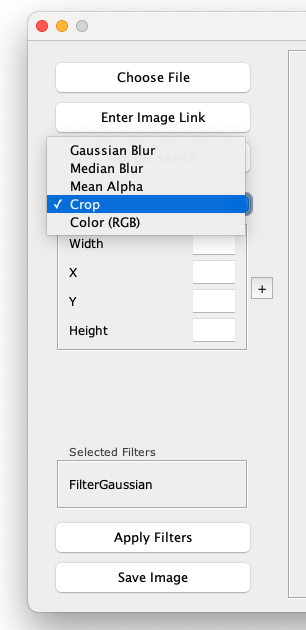 Choose File
Enter Image Link
Gaussian Blur
Median Blur
Mean Alpha
✓ Crop
Color (RGB)
Width
X
+
Y
Height
Selected Filters
FilterGaussian
Apply Filters
Save Image